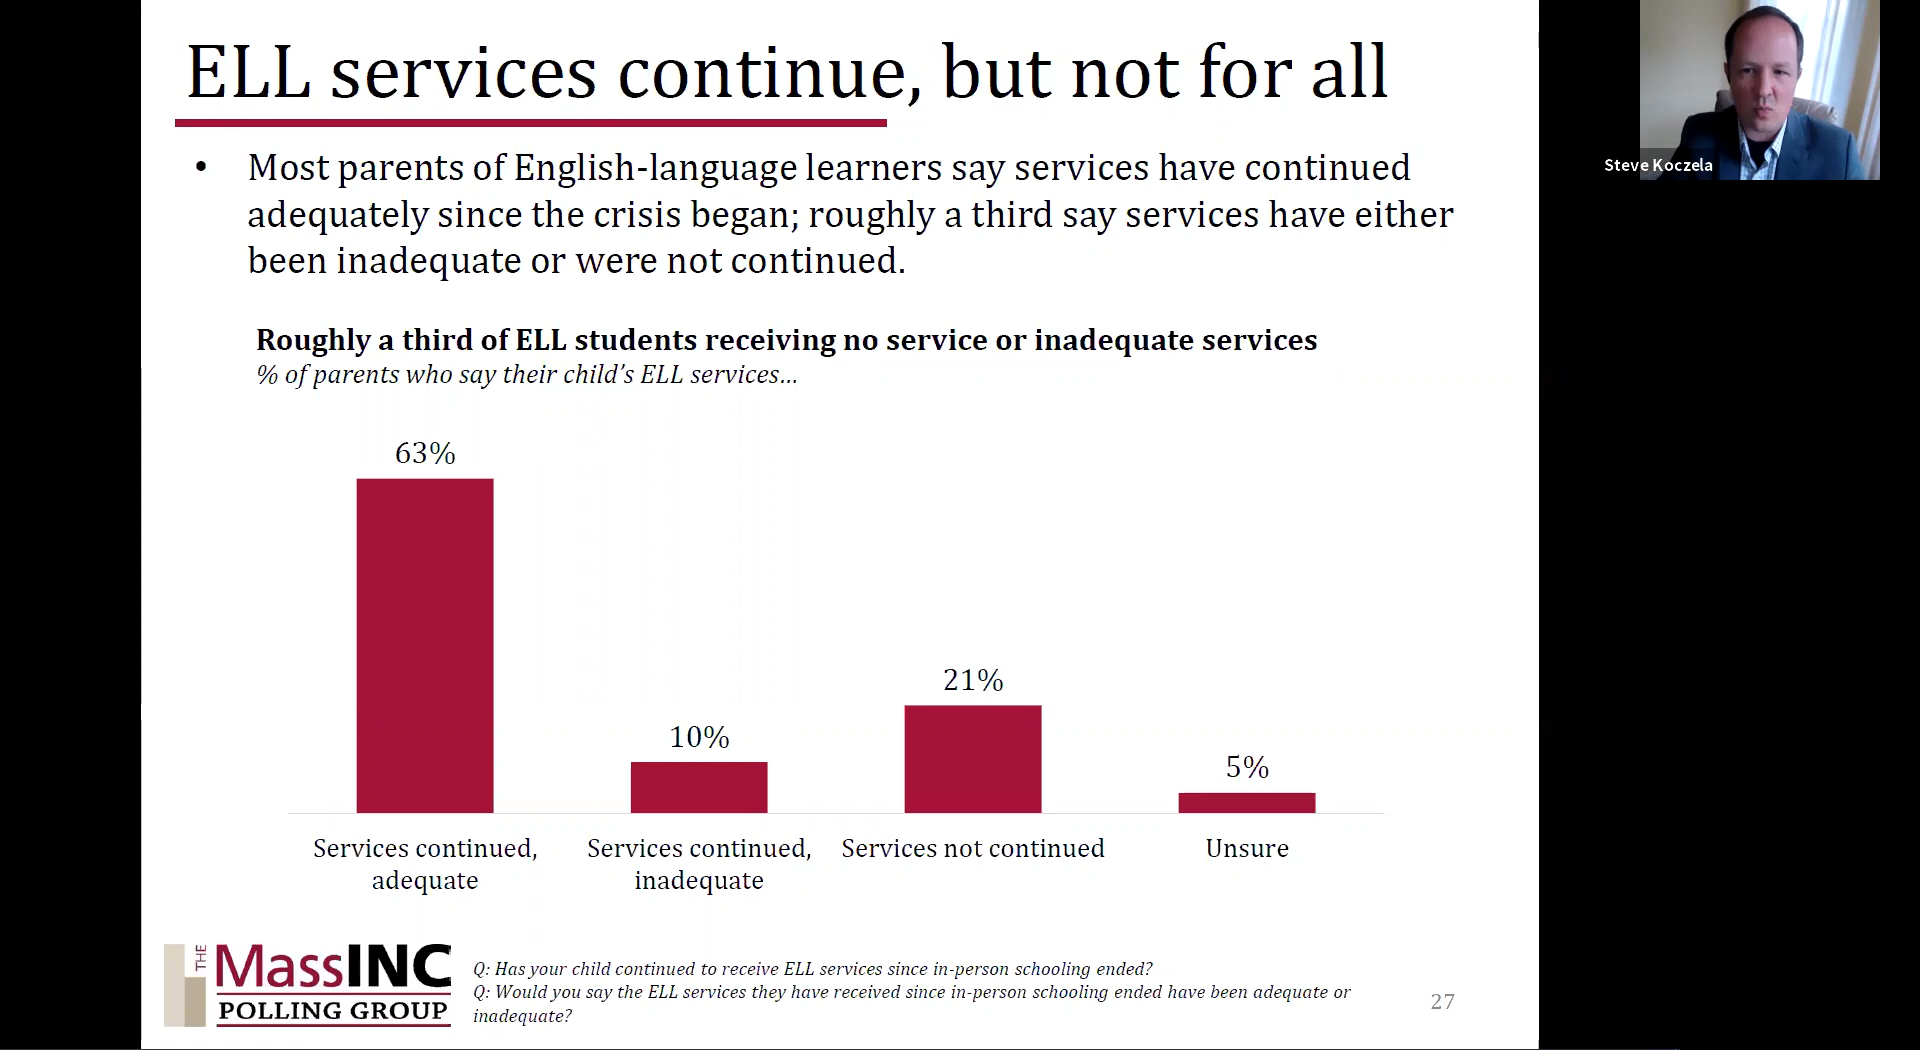 ELL services continue, but not for all
• Most parents of English-language learners say services have continued
adequately since the crisis began; roughly a third say services have either
been inadequate or were not continued.
Roughly a third of ELL students receiving no service or inadequate services
% of parents who say their child’s ELL services…
63%
10%
21%
5%
Services continued,
adequate
Services continued,
inadequate
Services not continued
Unsure
THE
MassINC
POLLING GROUP
Q: Has your child continued to receive ELL services since in-person schooling ended?
Q: Would you say the ELL services they have received since in-person schooling ended have been adequate or
inadequate?
27
Steve Koczela